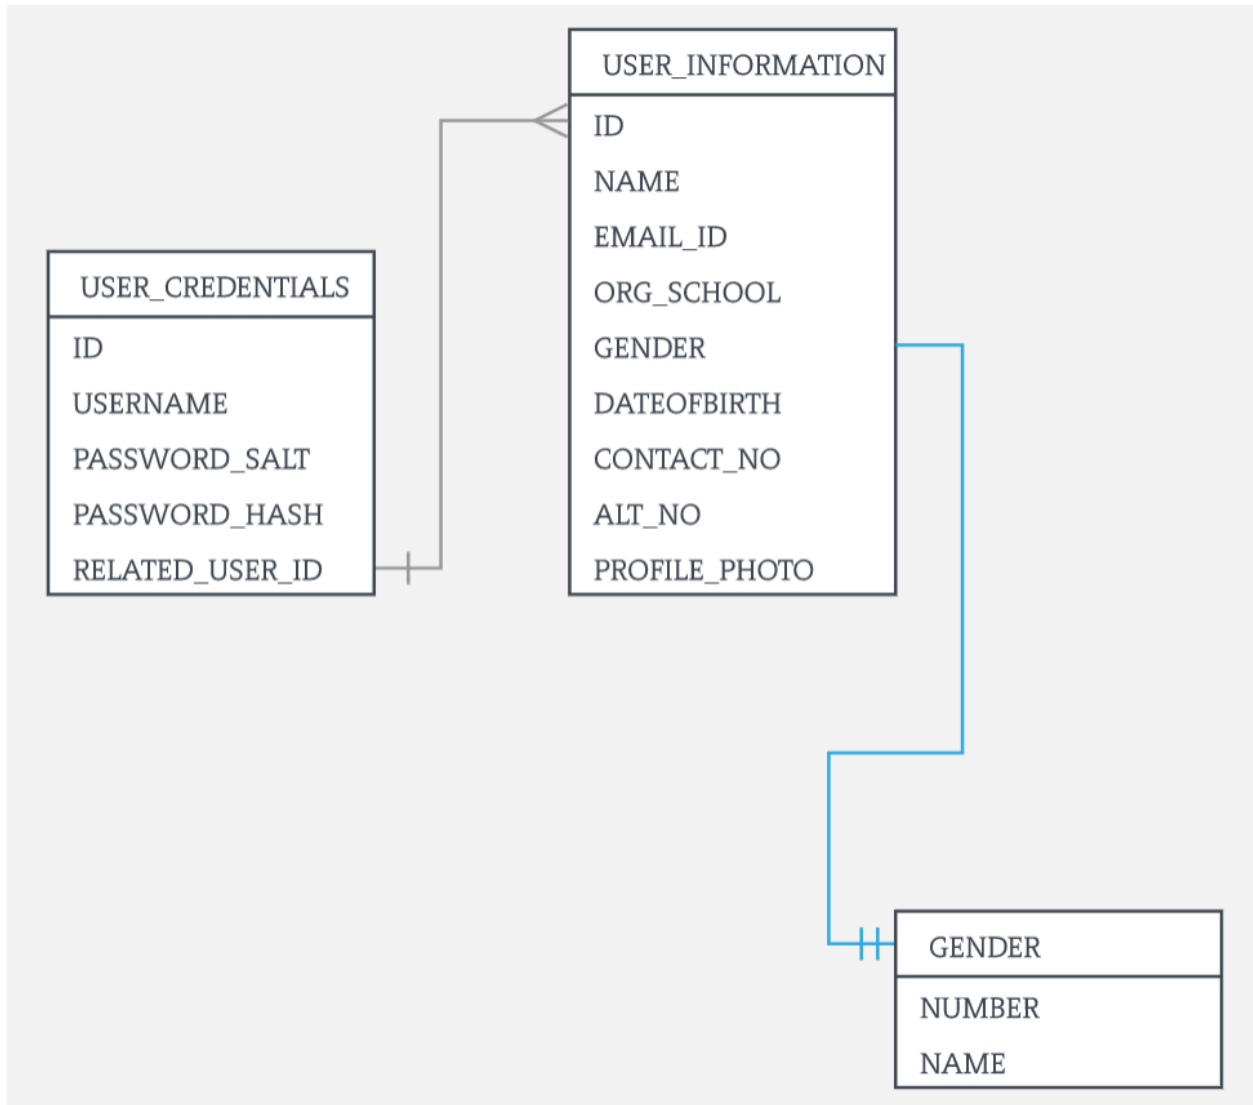 USER_INFORMATION
ID
NAME
EMAIL_ID
ORG_SCHOOL
GENDER
DATEOFBIRTH
CONTACT_NO
ALT_NO
PROFILE_PHOTO
USER_CREDENTIALS
ID
USERNAME
PASSWORD_SALT
PASSWORD_HASH
RELATED_USER_ID
GENDER
NUMBER
NAME